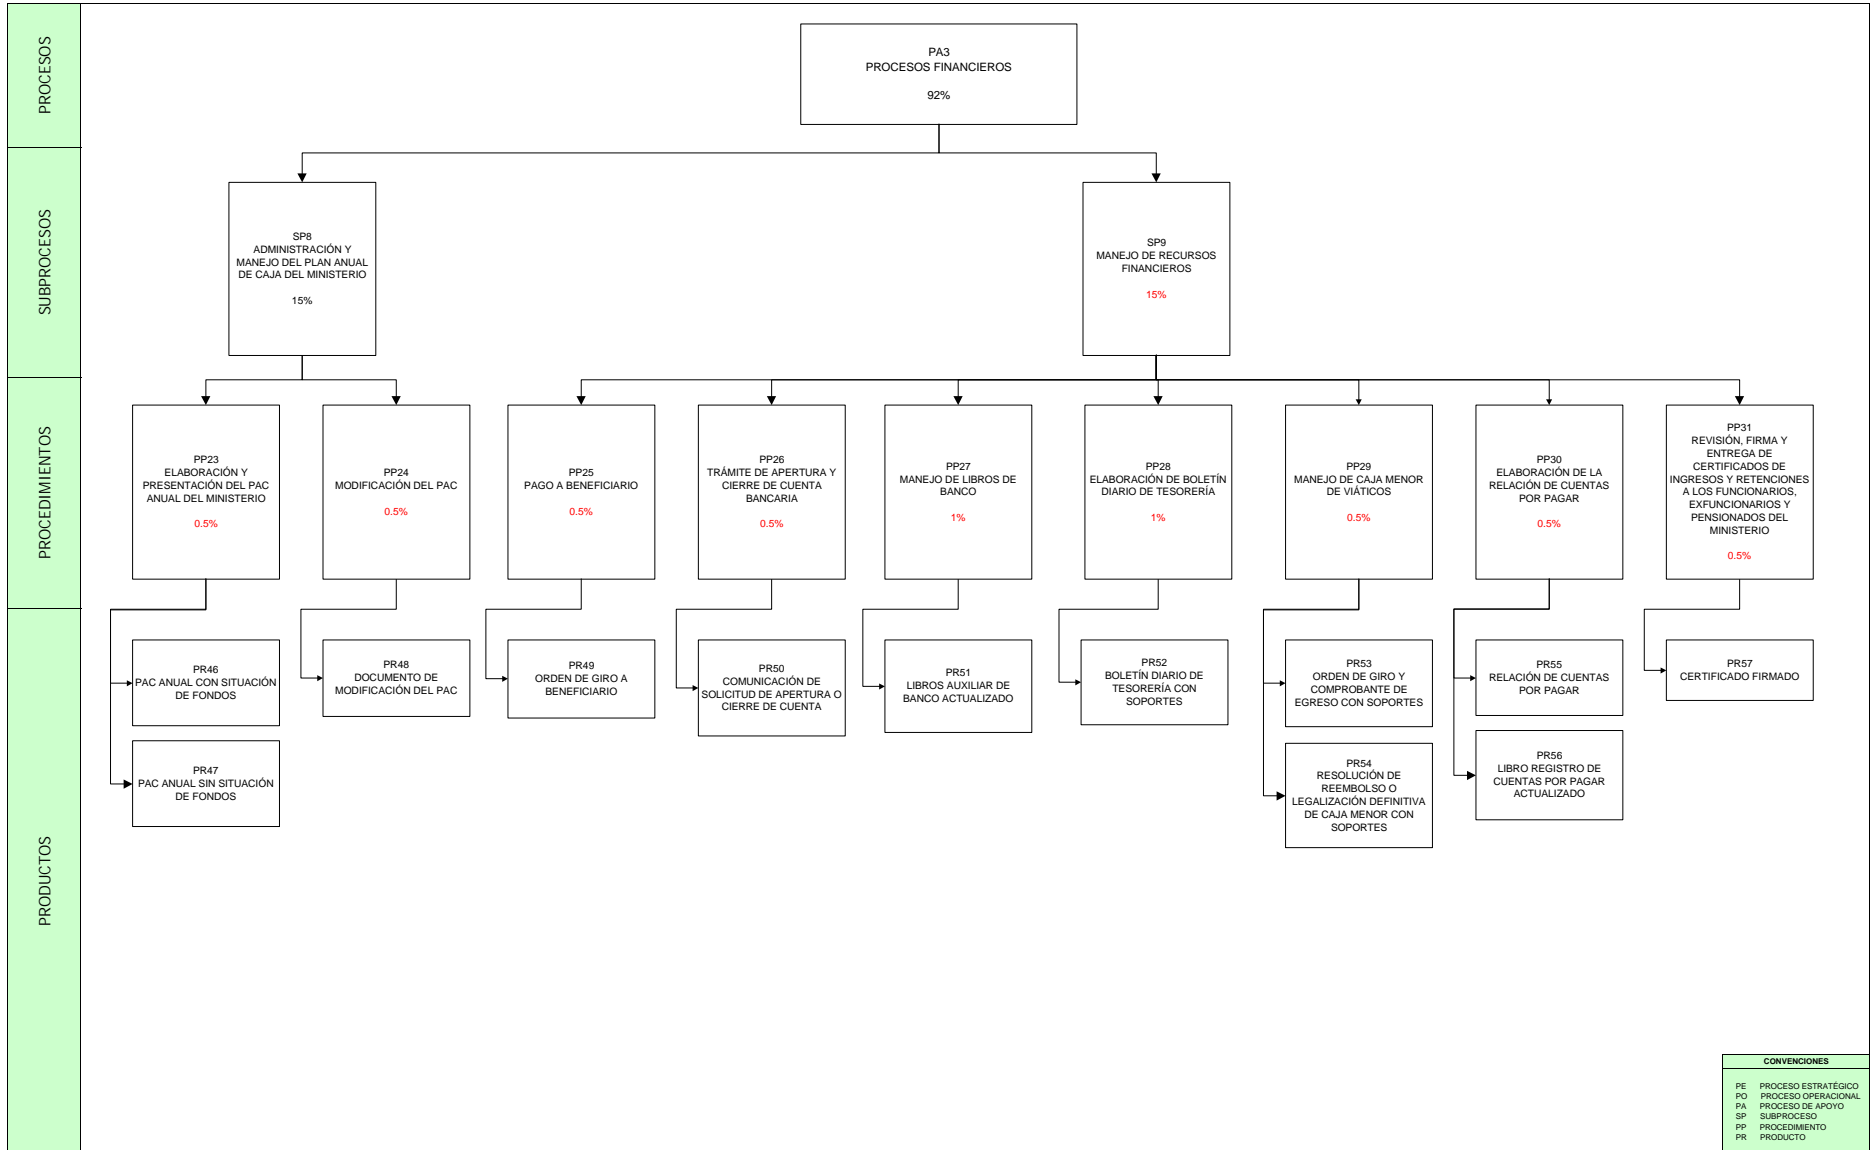 PROCESOS
PA3
PROCESOS FINANCIEROS
92%
SUBPROCESOS
SP8
ADMINISTRACIÓN Y
MANEJO DEL PLAN ANUAL
DE CAJA DEL MINISTERIO
15%
SP9
MANEJO DE RECURSOS
FINANCIEROS
15%
PROCEDIMIENTOS
PP23
ELABORACIÓN Y
PRESENTACIÓN DEL PAC
ANUAL DEL MINISTERIO
0.5%
PP24
MODIFICACIÓN DEL PAC
0.5%
PP25
PAGO A BENEFICIARIO
0.5%
PP26
TRÁMITE DE APERTURA Y
CIERRE DE CUENTA
BANCARIA
0.5%
PP27
MANEJO DE LIBROS DE
BANCO
1%
PP28
ELABORACIÓN DE BOLETÍN
DIARIO DE TESORERÍA
1%
PP29
MANEJO DE CAJA MENOR
DE VIÁTICOS
0.5%
PP30
ELABORACIÓN DE LA
RELACIÓN DE CUENTAS
POR PAGAR
0.5%
PP31
REVISIÓN, FIRMA Y
ENTREGA DE
CERTIFICADOS DE
INGRESOS Y RETENCIONES
A LOS FUNCIONARIOS,
EXFUNCIONARIOS Y
PENSIONADOS DEL
MINISTERIO
0.5%
PRODUCTOS
PR46
PAC ANUAL CON SITUACIÓN
DE FONDOS
PR47
PAC ANUAL SIN SITUACIÓN
DE FONDOS
PR48
DOCUMENTO DE
MODIFICACIÓN DEL PAC
PR49
ORDEN DE GIRO A
BENEFICIARIO
PR50
COMUNICACIÓN DE
SOLICITUD DE APERTURA O
CIERRE DE CUENTA
PR51
LIBROS AUXILIAR DE
BANCO ACTUALIZADO
PR52
BOLETÍN DIARIO DE
TESORERÍA CON
SOPORTES
PR53
ORDEN DE GIRO Y
COMPROBANTE DE
EGRESO CON SOPORTES
PR54
RESOLUCIÓN DE
REEMBOLSO O
LEGALIZACIÓN DEFINITIVA
DE CAJA MENOR CON
SOPORTES
PR55
RELACIÓN DE CUENTAS
POR PAGAR
PR56
LIBRO REGISTRO DE
CUENTAS POR PAGAR
ACTUALIZADO
PR57
CERTIFICADO FIRMADO
CONVENCIONES
PE PROCESO ESTRATÉGICO
PO PROCESO OPERACIONAL
PA PROCESO DE APOYO
SP SUBPROCESO
PP PROCEDIMIENTO
PR PRODUCTO